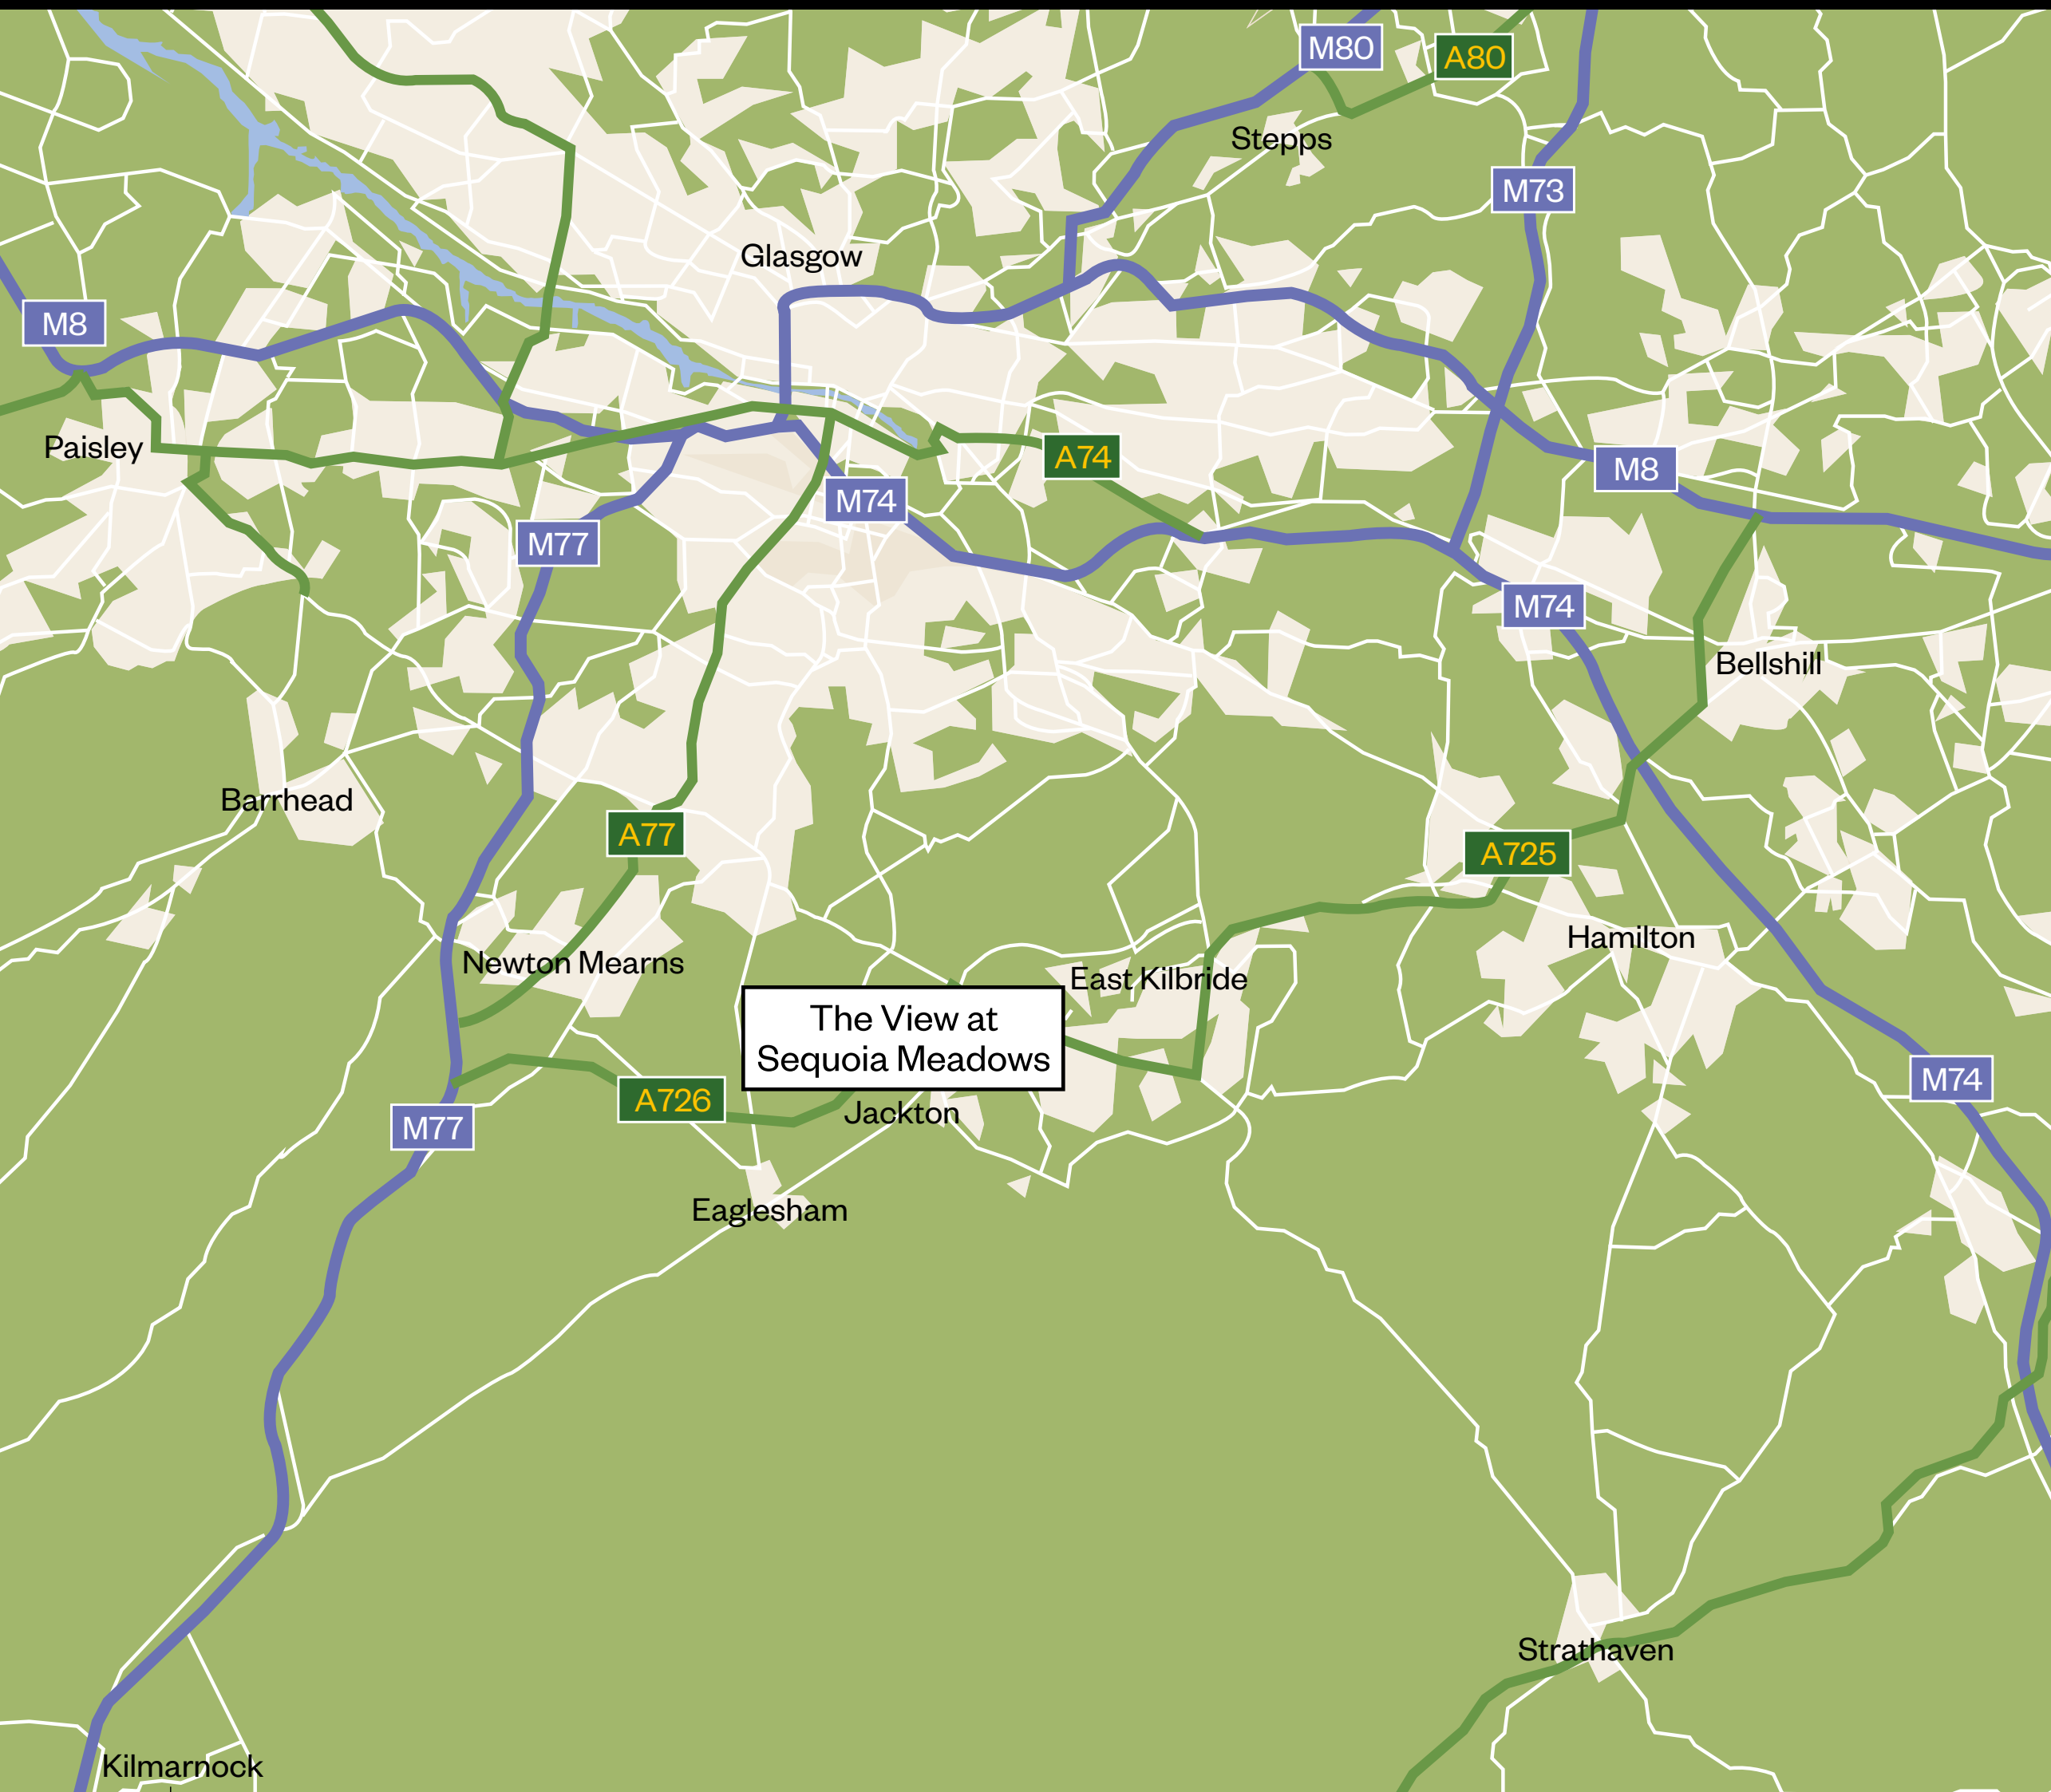 M80
A80
Stepps
M73
Glasgow
M8
Paisley
A74
M8
M74
M77
M74
Bellshill
Barrhead
A77
A725
Hamilton
Newton Mearns
East Kilbride
The View at
Sequoia Meadows
M74
A726
Jackton
M77
Eaglesham
Strathaven
Kilmarnock